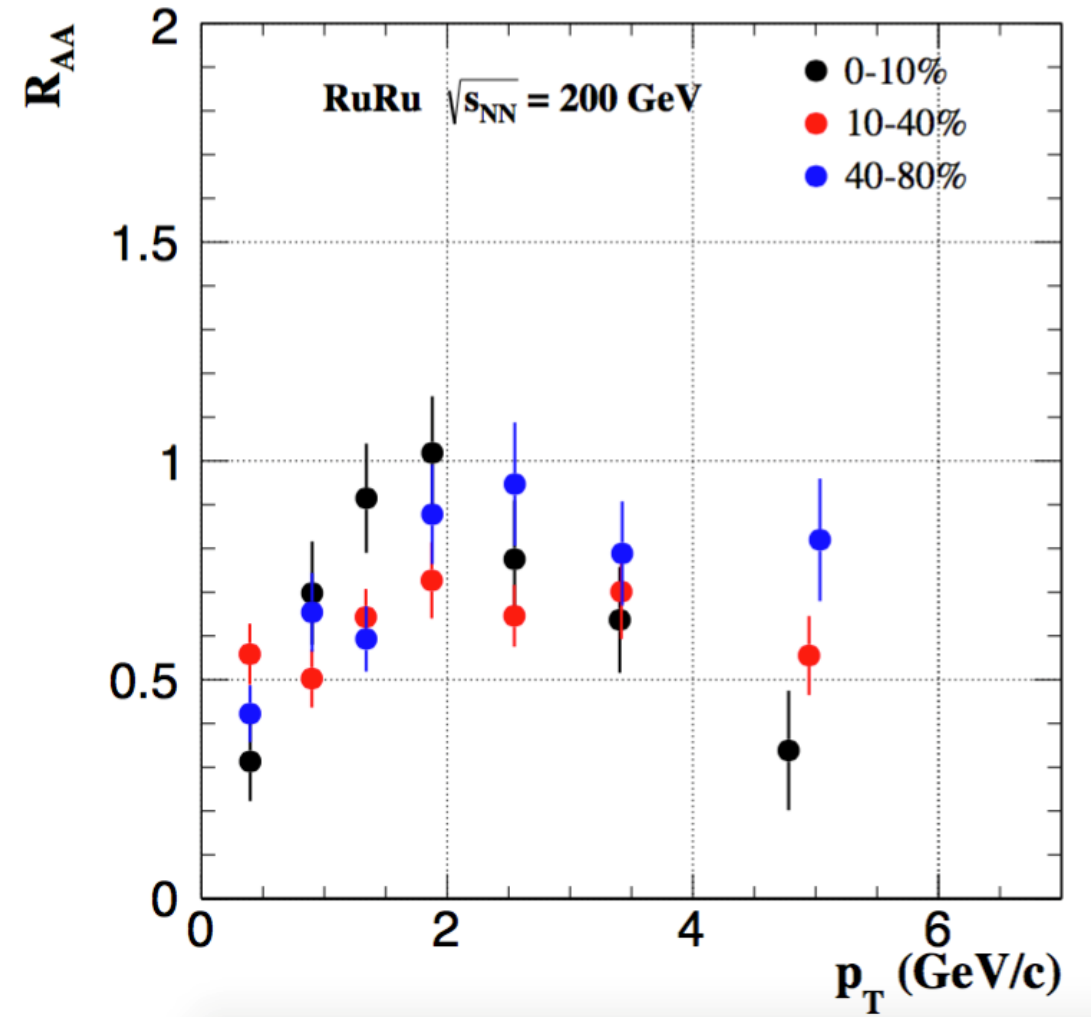 R_AA
2
1.5
1
0.5
0
RuRu √s_NN = 200 GeV
0-10%
10-40%
40-80%
0 2 4 6
p_T (GeV/c)